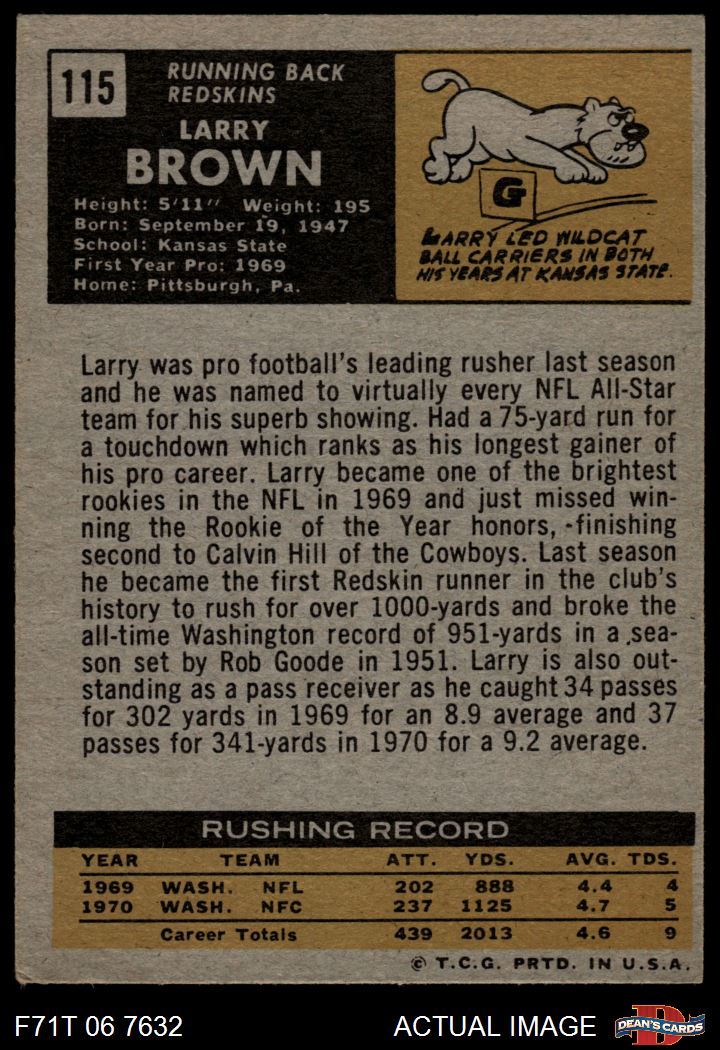 115
RUNNING BACK
REDSKINS
LARRY
BROWN
Height: 5'11" Weight: 195
Born: September 19, 1947
School: Kansas State
First Year Pro: 1969
Home: Pittsburgh, Pa.
G
LARRY LED WILDCAT
BALL CARRIERS IN BOTH
HIS YEARS AT KANSAS STATE.
Larry was pro football's leading rusher last season
and he was named to virtually every NFL All-Star
team for his superb showing. Had a 75-yard run for
a touchdown which ranks as his longest gainer of
his pro career. Larry became one of the brightest
rookies in the NFL in 1969 and just missed win-
ning the Rookie of the Year honors, finishing
second to Calvin Hill of the Cowboys. Last season
he became the first Redskin runner in the club's
history to rush for over 1000-yards and broke the
all-time Washington record of 951-yards in a sea-
son set by Rob Goode in 1951. Larry is also out-
standing as a pass receiver as he caught 34 passes
for 302 yards in 1969 for an 8.9 average and 37
passes for 341-yards in 1970 for a 9.2 average.
RUSHING RECORD
YEAR TEAM ATT. YDS. AVG. TDS.
1969 WASH. NFL 202 888 4.4 4
1970 WASH. NFC 237 1125 4.7 5
Career Totals 439 2013 4.6 9
© T.C.G. PRTD. IN U.S.A.
F71T 06 7632 ACTUAL IMAGE D DEAN'S CARDS